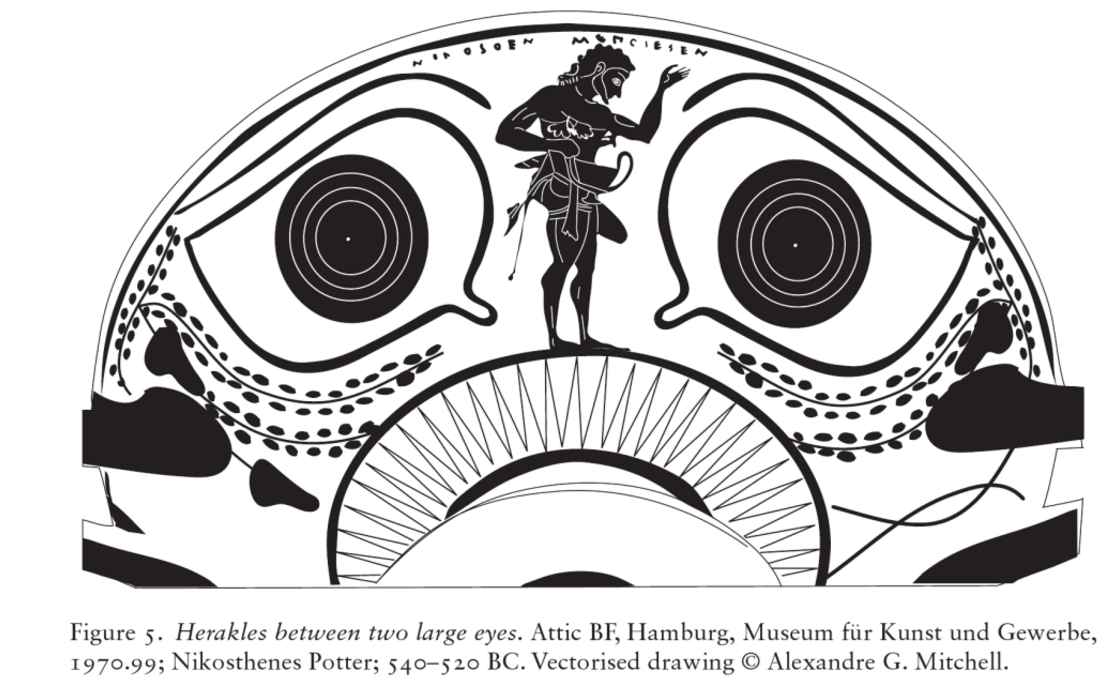 Figure 5. Herakles between two large eyes. Attic BF, Hamburg, Museum für Kunst und Gewerbe,
1970.99; Nikosthenes Potter; 540–520 BC. Vectorised drawing © Alexandre G. Mitchell.